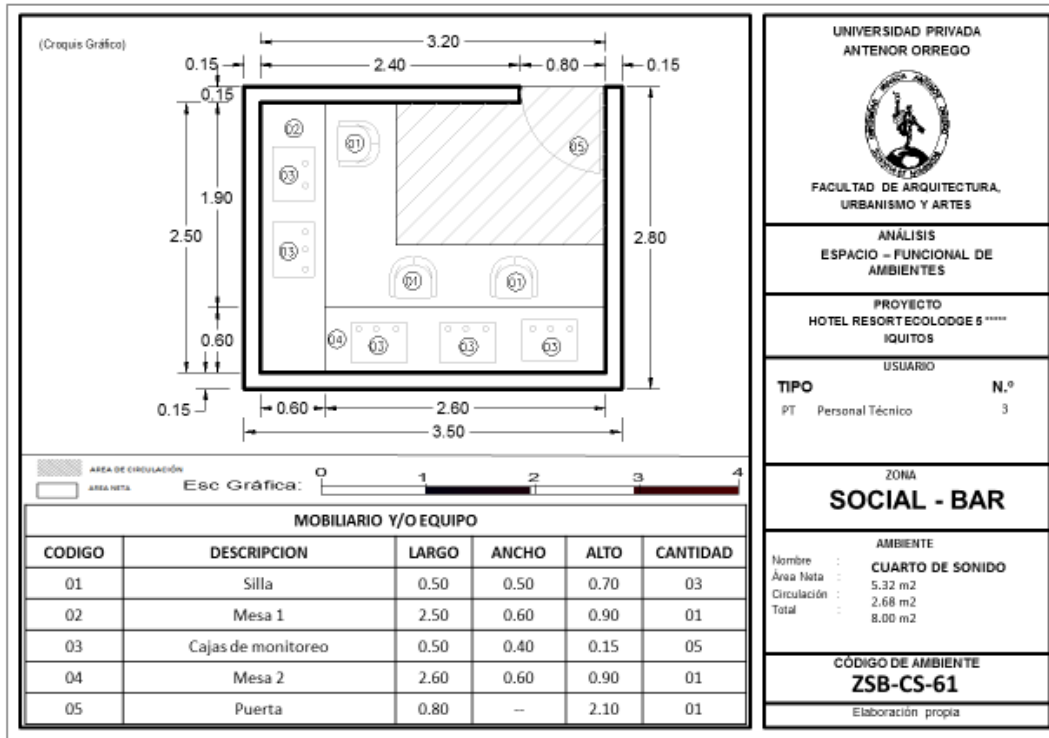 (Croquis Gráfico)
3.20
0.15
2.40
0.80
0.15
0.15
02
01
05
03
1.90
2.50
03
2.80
01
01
0.60
04
03
03
03
0.15
0.60
2.60
3.50
AREA DE CIRCULACIÓN
AREA NETA
Esc Gráfica:
0 1 2 3 4
MOBILIARIO Y/O EQUIPO
CODIGO DESCRIPCION LARGO ANCHO ALTO CANTIDAD
01 Silla 0.50 0.50 0.70 03
02 Mesa 1 2.50 0.60 0.90 01
03 Cajas de monitoreo 0.50 0.40 0.15 05
04 Mesa 2 2.60 0.60 0.90 01
05 Puerta 0.80 -- 2.10 01
UNIVERSIDAD PRIVADA
ANTENOR ORREGO
FACULTAD DE ARQUITECTURA,
URBANISMO Y ARTES
ANÁLISIS
ESPACIO – FUNCIONAL DE
AMBIENTES
PROYECTO
HOTEL RESORT ECOLODGE 5 *****
IQUITOS
USUARIO
TIPO N.º
PT Personal Técnico 3
ZONA
SOCIAL - BAR
AMBIENTE
Nombre : CUARTO DE SONIDO
Área Neta : 5.32 m2
Circulación : 2.68 m2
Total : 8.00 m2
CÓDIGO DE AMBIENTE
ZSB-CS-61
Elaboración propia